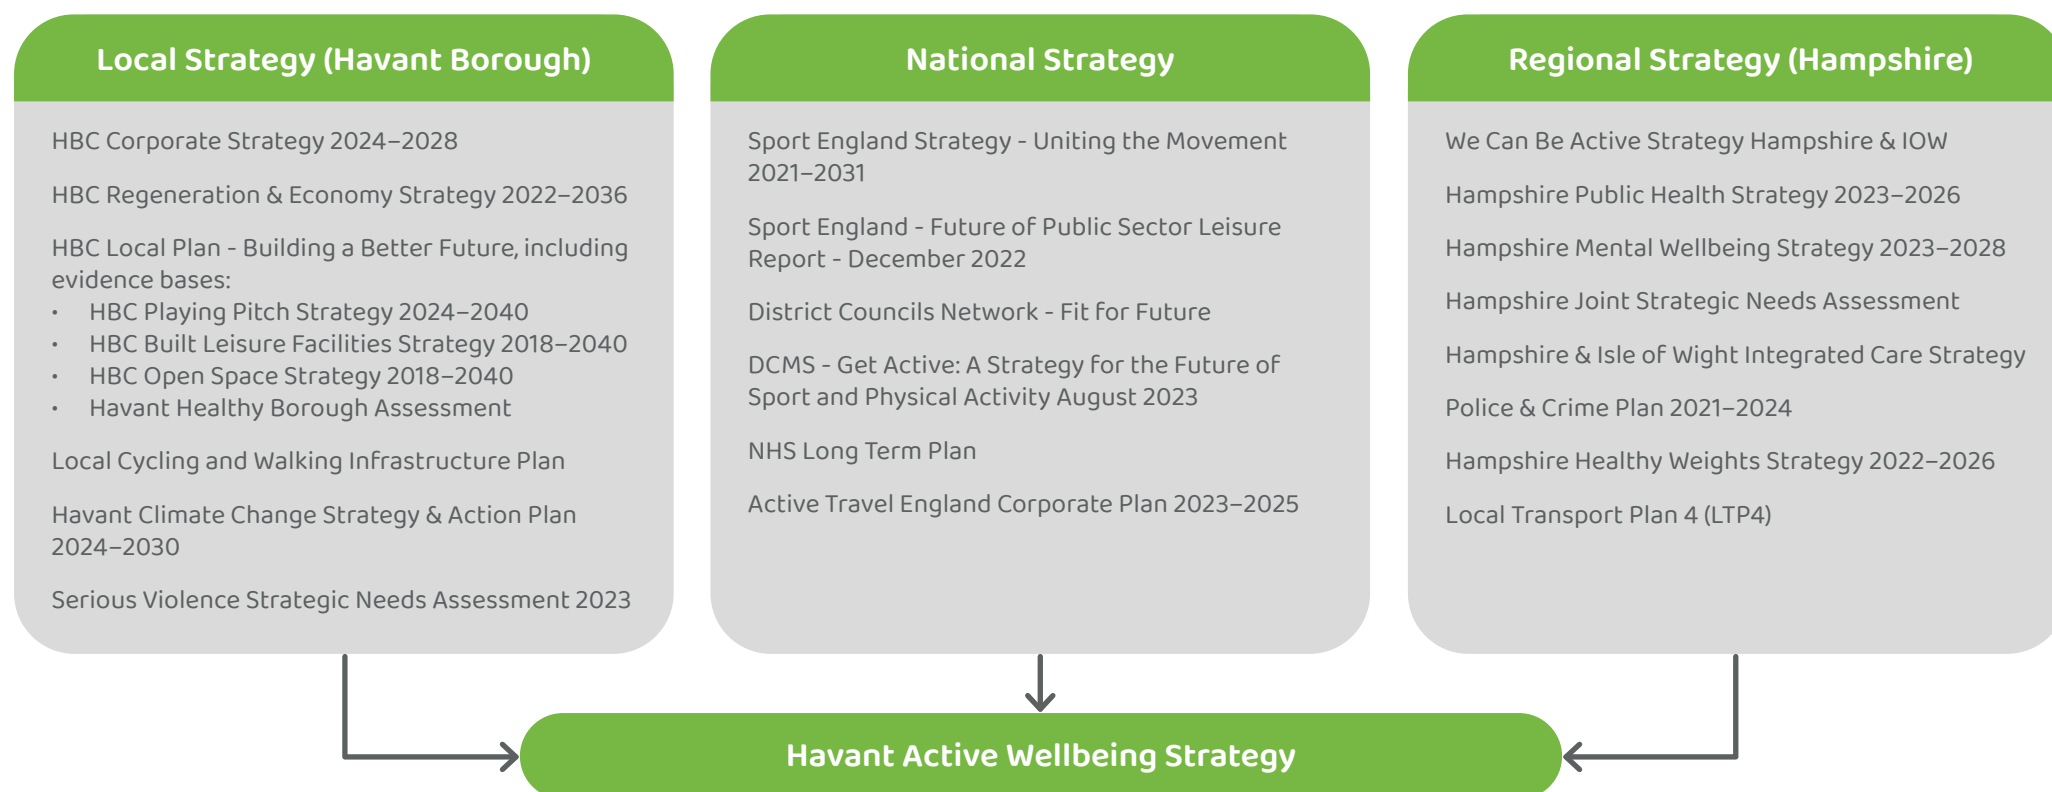 Local Strategy (Havant Borough)
HBC Corporate Strategy 2024–2028
HBC Regeneration & Economy Strategy 2022–2036
HBC Local Plan - Building a Better Future, including
evidence bases:
• HBC Playing Pitch Strategy 2024–2040
• HBC Built Leisure Facilities Strategy 2018–2040
• HBC Open Space Strategy 2018–2040
• Havant Healthy Borough Assessment
Local Cycling and Walking Infrastructure Plan
Havant Climate Change Strategy & Action Plan
2024–2030
Serious Violence Strategic Needs Assessment 2023
National Strategy
Sport England Strategy - Uniting the Movement
2021–2031
Sport England - Future of Public Sector Leisure
Report - December 2022
District Councils Network - Fit for Future
DCMS - Get Active: A Strategy for the Future of
Sport and Physical Activity August 2023
NHS Long Term Plan
Active Travel England Corporate Plan 2023–2025
Regional Strategy (Hampshire)
We Can Be Active Strategy Hampshire & IOW
Hampshire Public Health Strategy 2023–2026
Hampshire Mental Wellbeing Strategy 2023–2028
Hampshire Joint Strategic Needs Assessment
Hampshire & Isle of Wight Integrated Care Strategy
Police & Crime Plan 2021–2024
Hampshire Healthy Weights Strategy 2022–2026
Local Transport Plan 4 (LTP4)
Havant Active Wellbeing Strategy